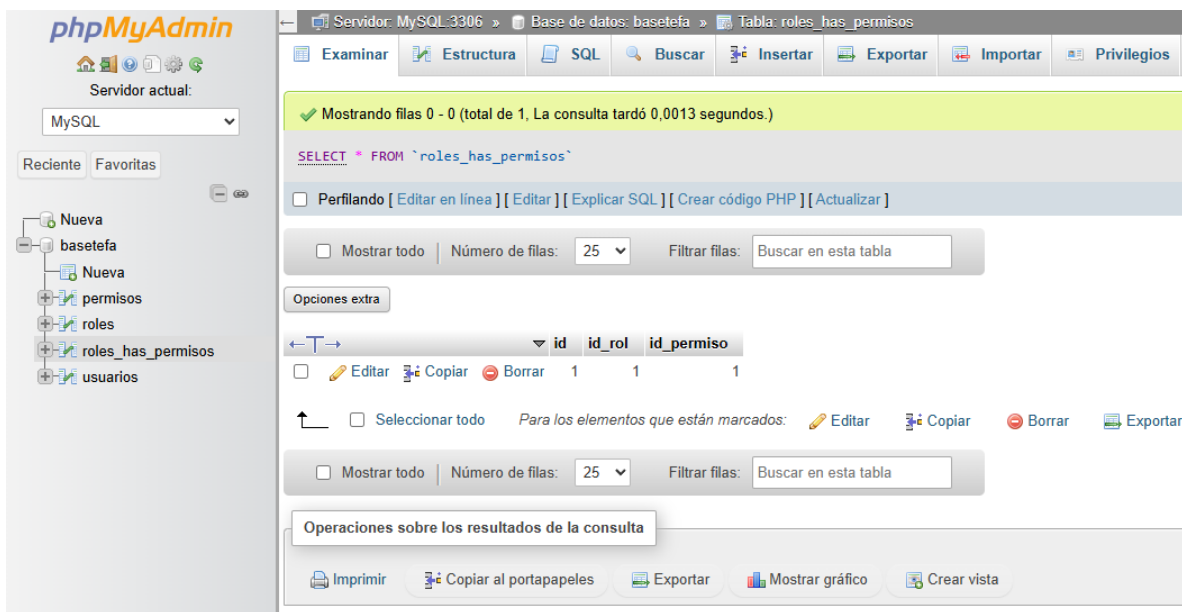 phpMyAdmin
Servidor actual:
MySQL
Reciente Favoritas
Nueva
basetefa
Nueva
permisos
roles
roles_has_permisos
usuarios
Servidor: MySQL:3306 » Base de datos: basetefa » Tabla: roles_has_permisos
Examinar Estructura SQL Buscar Insertar Exportar Importar Privilegios
Mostrando filas 0 - 0 (total de 1, La consulta tardó 0,0013 segundos.)
SELECT * FROM `roles_has_permisos`
Perfilando [ Editar en línea ] [ Editar ] [ Explicar SQL ] [ Crear código PHP ] [ Actualizar ]
Mostrar todo | Número de filas: 25 Filtrar filas: Buscar en esta tabla
Opciones extra
←T→ id id_rol id_permiso
Editar Copiar Borrar 1 1 1
Seleccionar todo Para los elementos que están marcados: Editar Copiar Borrar Exportar
Mostrar todo | Número de filas: 25 Filtrar filas: Buscar en esta tabla
Operaciones sobre los resultados de la consulta
Imprimir Copiar al portapapeles Exportar Mostrar gráfico Crear vista